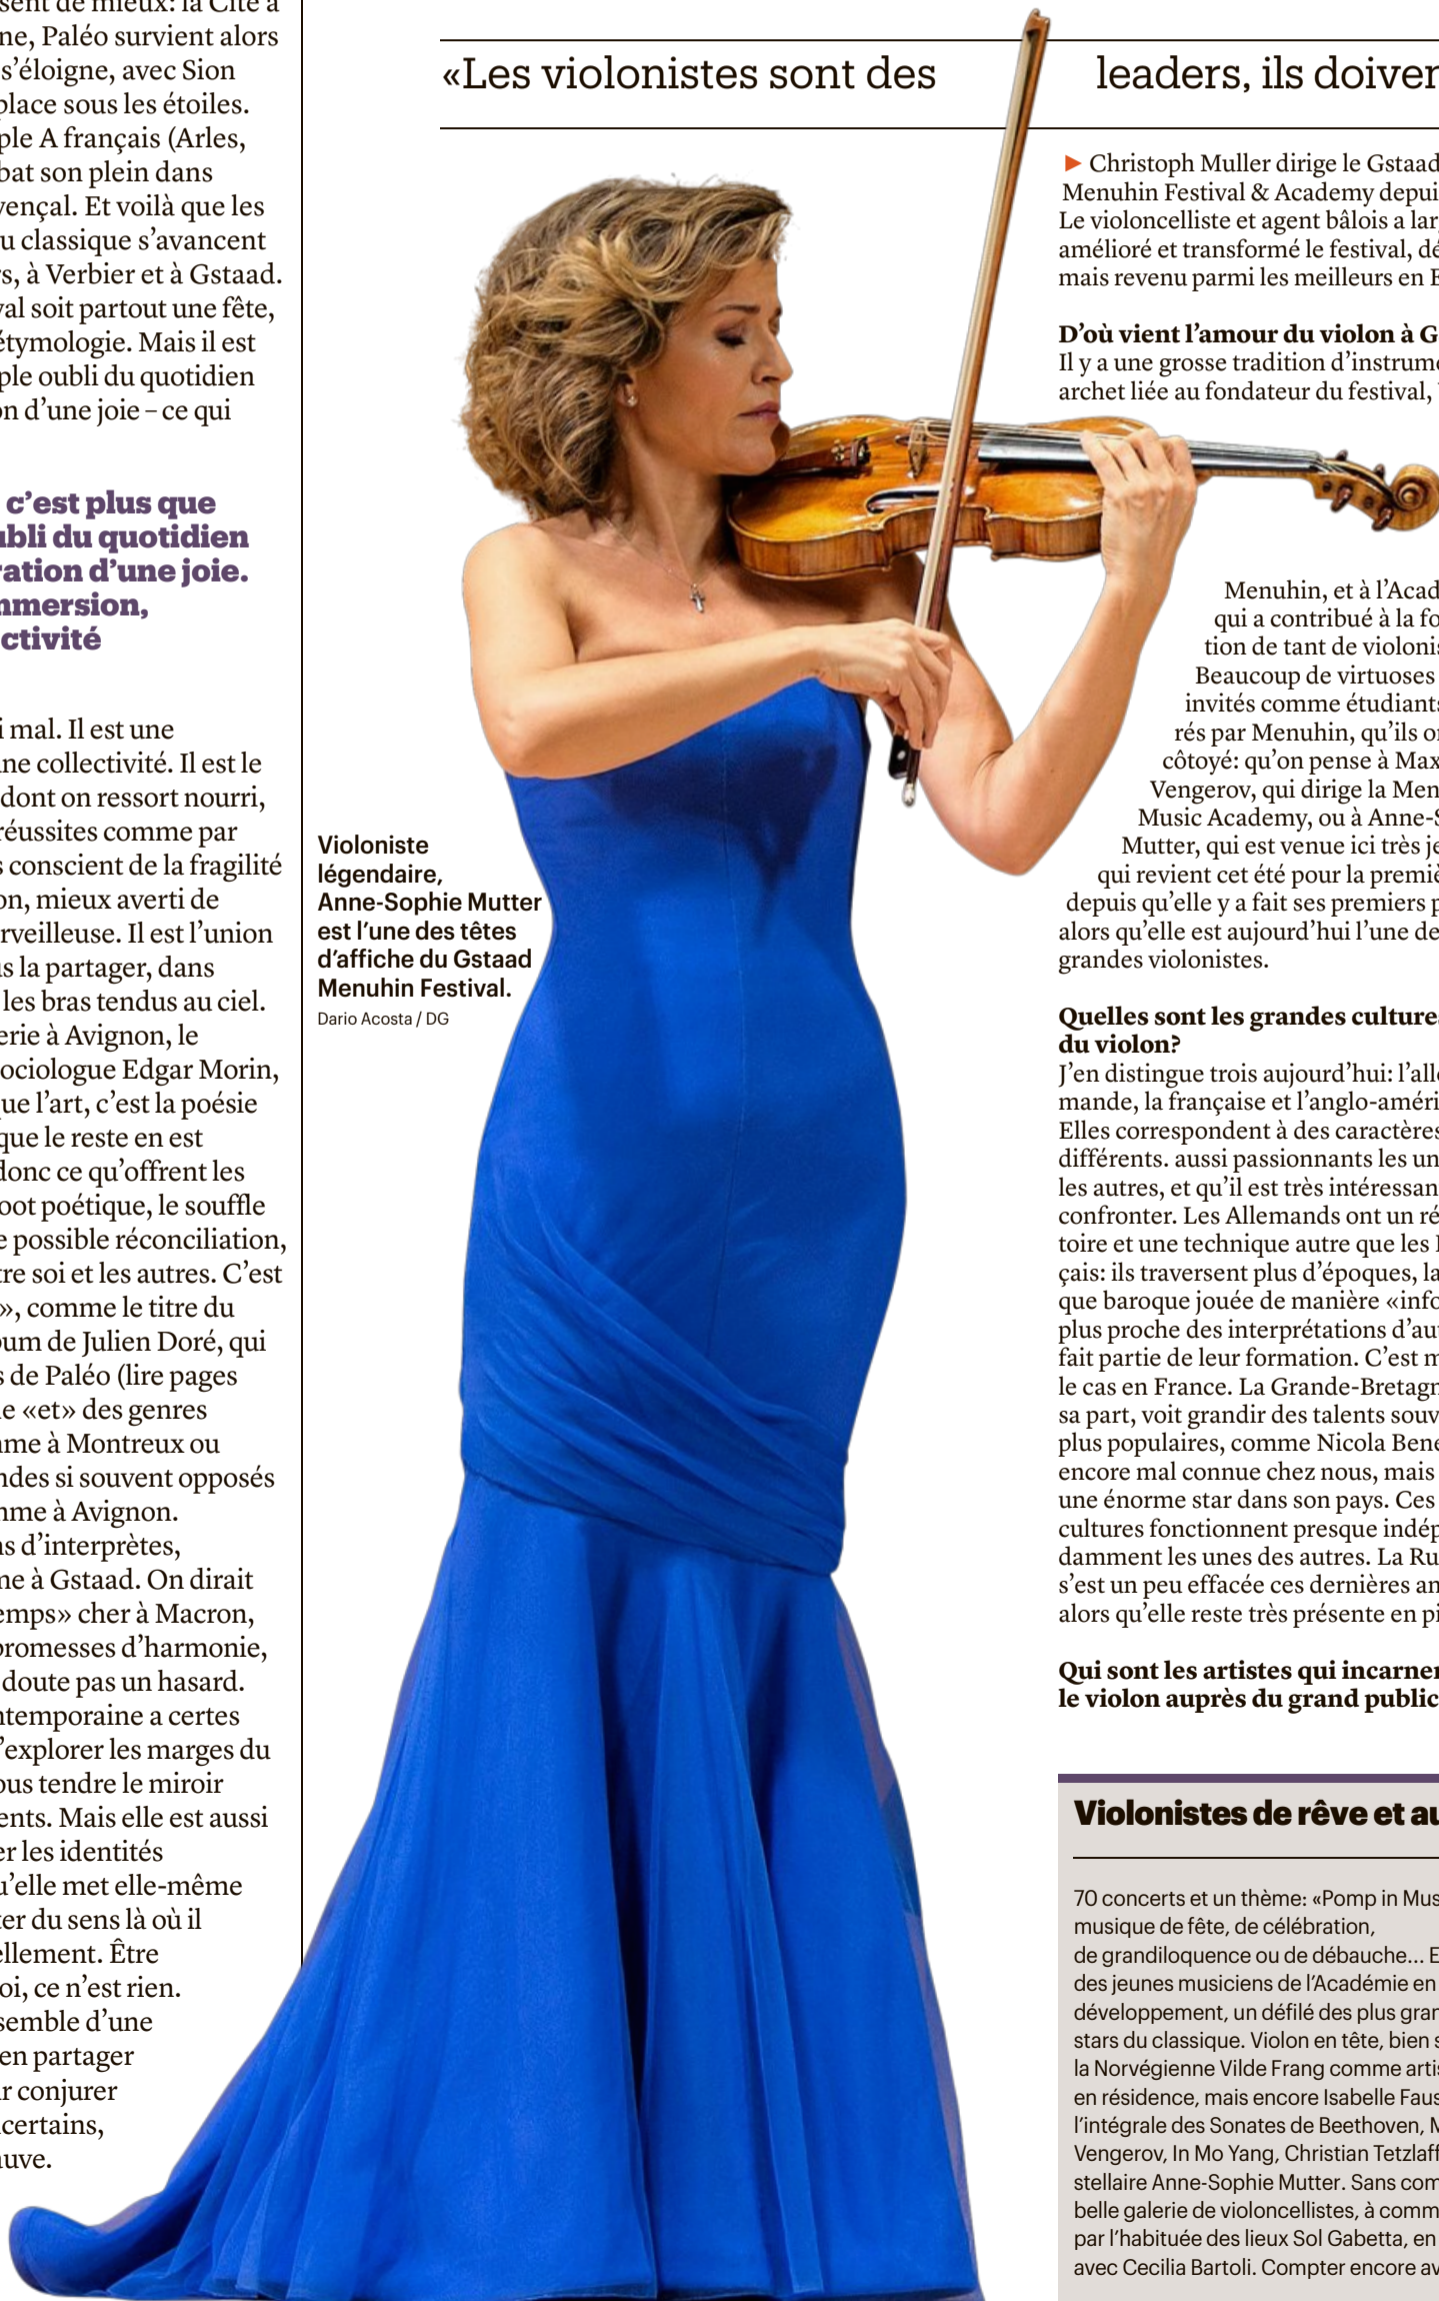 sent de mieux: la Cité à
ne, Paléo survient alors
s’éloigne, avec Sion
place sous les étoiles.
ple A français (Arles,
bat son plein dans
vençal. Et voilà que les
u classique s’avancent
rs, à Verbier et à Gstaad.
val soit partout une fête,
étymologie. Mais il est
ple oubli du quotidien
on d’une joie – ce qui
c’est plus que
ubli du quotidien
ration d’une joie.
mmersion,
ctivité
i mal. Il est une
une collectivité. Il est le
dont on ressort nourri,
réussites comme par
s conscient de la fragilité
on, mieux averti de
rveilleuse. Il est l’union
us la partager, dans
les bras tendus au ciel.
erie à Avignon, le
ociologue Edgar Morin,
que l’art, c’est la poésie
que le reste en est
donc ce qu’offrent les
oot poétique, le souffle
e possible réconciliation,
tre soi et les autres. C’est
», comme le titre du
bum de Julien Doré, qui
s de Paléo (lire pages
le «et» des genres
mme à Montreux ou
ndes si souvent opposés
mme à Avignon.
ns d’interprètes,
me à Gstaad. On dirait
emps» cher à Macron,
promesses d’harmonie,
doute pas un hasard.
ntemporaine a certes
l’explorer les marges du
ous tendre le miroir
ents. Mais elle est aussi
er les identités
u’elle met elle-même
ter du sens là où il
ellement. Être
oi, ce n’est rien.
semble d’une
en partager
r conjurer
certains,
auve.
«Les violonistes sont des leaders, ils doiven
Violoniste
légendaire,
Anne-Sophie Mutter
est l’une des têtes
d’affiche du Gstaad
Menuhin Festival.
Dario Acosta / DG
► Christoph Muller dirige le Gstaad
Menuhin Festival & Academy depui
Le violoncelliste et agent bâlois a lar
amélioré et transformé le festival, dé
mais revenu parmi les meilleurs en E
D’où vient l’amour du violon à G
Il y a une grosse tradition d’instrume
archet liée au fondateur du festival,
Menuhin, et à l’Acad
qui a contribué à la fo
tion de tant de violonis
Beaucoup de virtuoses
invités comme étudiants
rés par Menuhin, qu’ils on
côtoyé: qu’on pense à Max
Vengerov, qui dirige la Men
Music Academy, ou à Anne-S
Mutter, qui est venue ici très je
qui revient cet été pour la premiè
depuis qu’elle y a fait ses premiers p
alors qu’elle est aujourd’hui l’une de
grandes violonistes.
Quelles sont les grandes cultures
du violon?
J’en distingue trois aujourd’hui: l’alle
mande, la française et l’anglo-améri
Elles correspondent à des caractères
différents. aussi passionnants les un
les autres, et qu’il est très intéressan
confronter. Les Allemands ont un ré
toire et une technique autre que les F
çais: ils traversent plus d’époques, la
que baroque jouée de manière «info
plus proche des interprétations d’au
fait partie de leur formation. C’est m
le cas en France. La Grande-Bretagn
sa part, voit grandir des talents souv
plus populaires, comme Nicola Bene
encore mal connue chez nous, mais
une énorme star dans son pays. Ces
cultures fonctionnent presque indép
damment les unes des autres. La Ru
s’est un peu effacée ces dernières an
alors qu’elle reste très présente en pi
Qui sont les artistes qui incarner
le violon auprès du grand public
Violonistes de rêve et au
70 concerts et un thème: «Pomp in Mus
musique de fête, de célébration,
de grandiloquence ou de débauche... E
des jeunes musiciens de l’Académie en
développement, un défilé des plus gran
stars du classique. Violon en tête, bien s
la Norvégienne Vilde Frang comme artis
en résidence, mais encore Isabelle Faus
l’intégrale des Sonates de Beethoven, M
Vengerov, In Mo Yang, Christian Tetzlaff
stellaire Anne-Sophie Mutter. Sans com
belle galerie de violoncellistes, à comm
par l’habituée des lieux Sol Gabetta, en
avec Cecilia Bartoli. Compter encore av